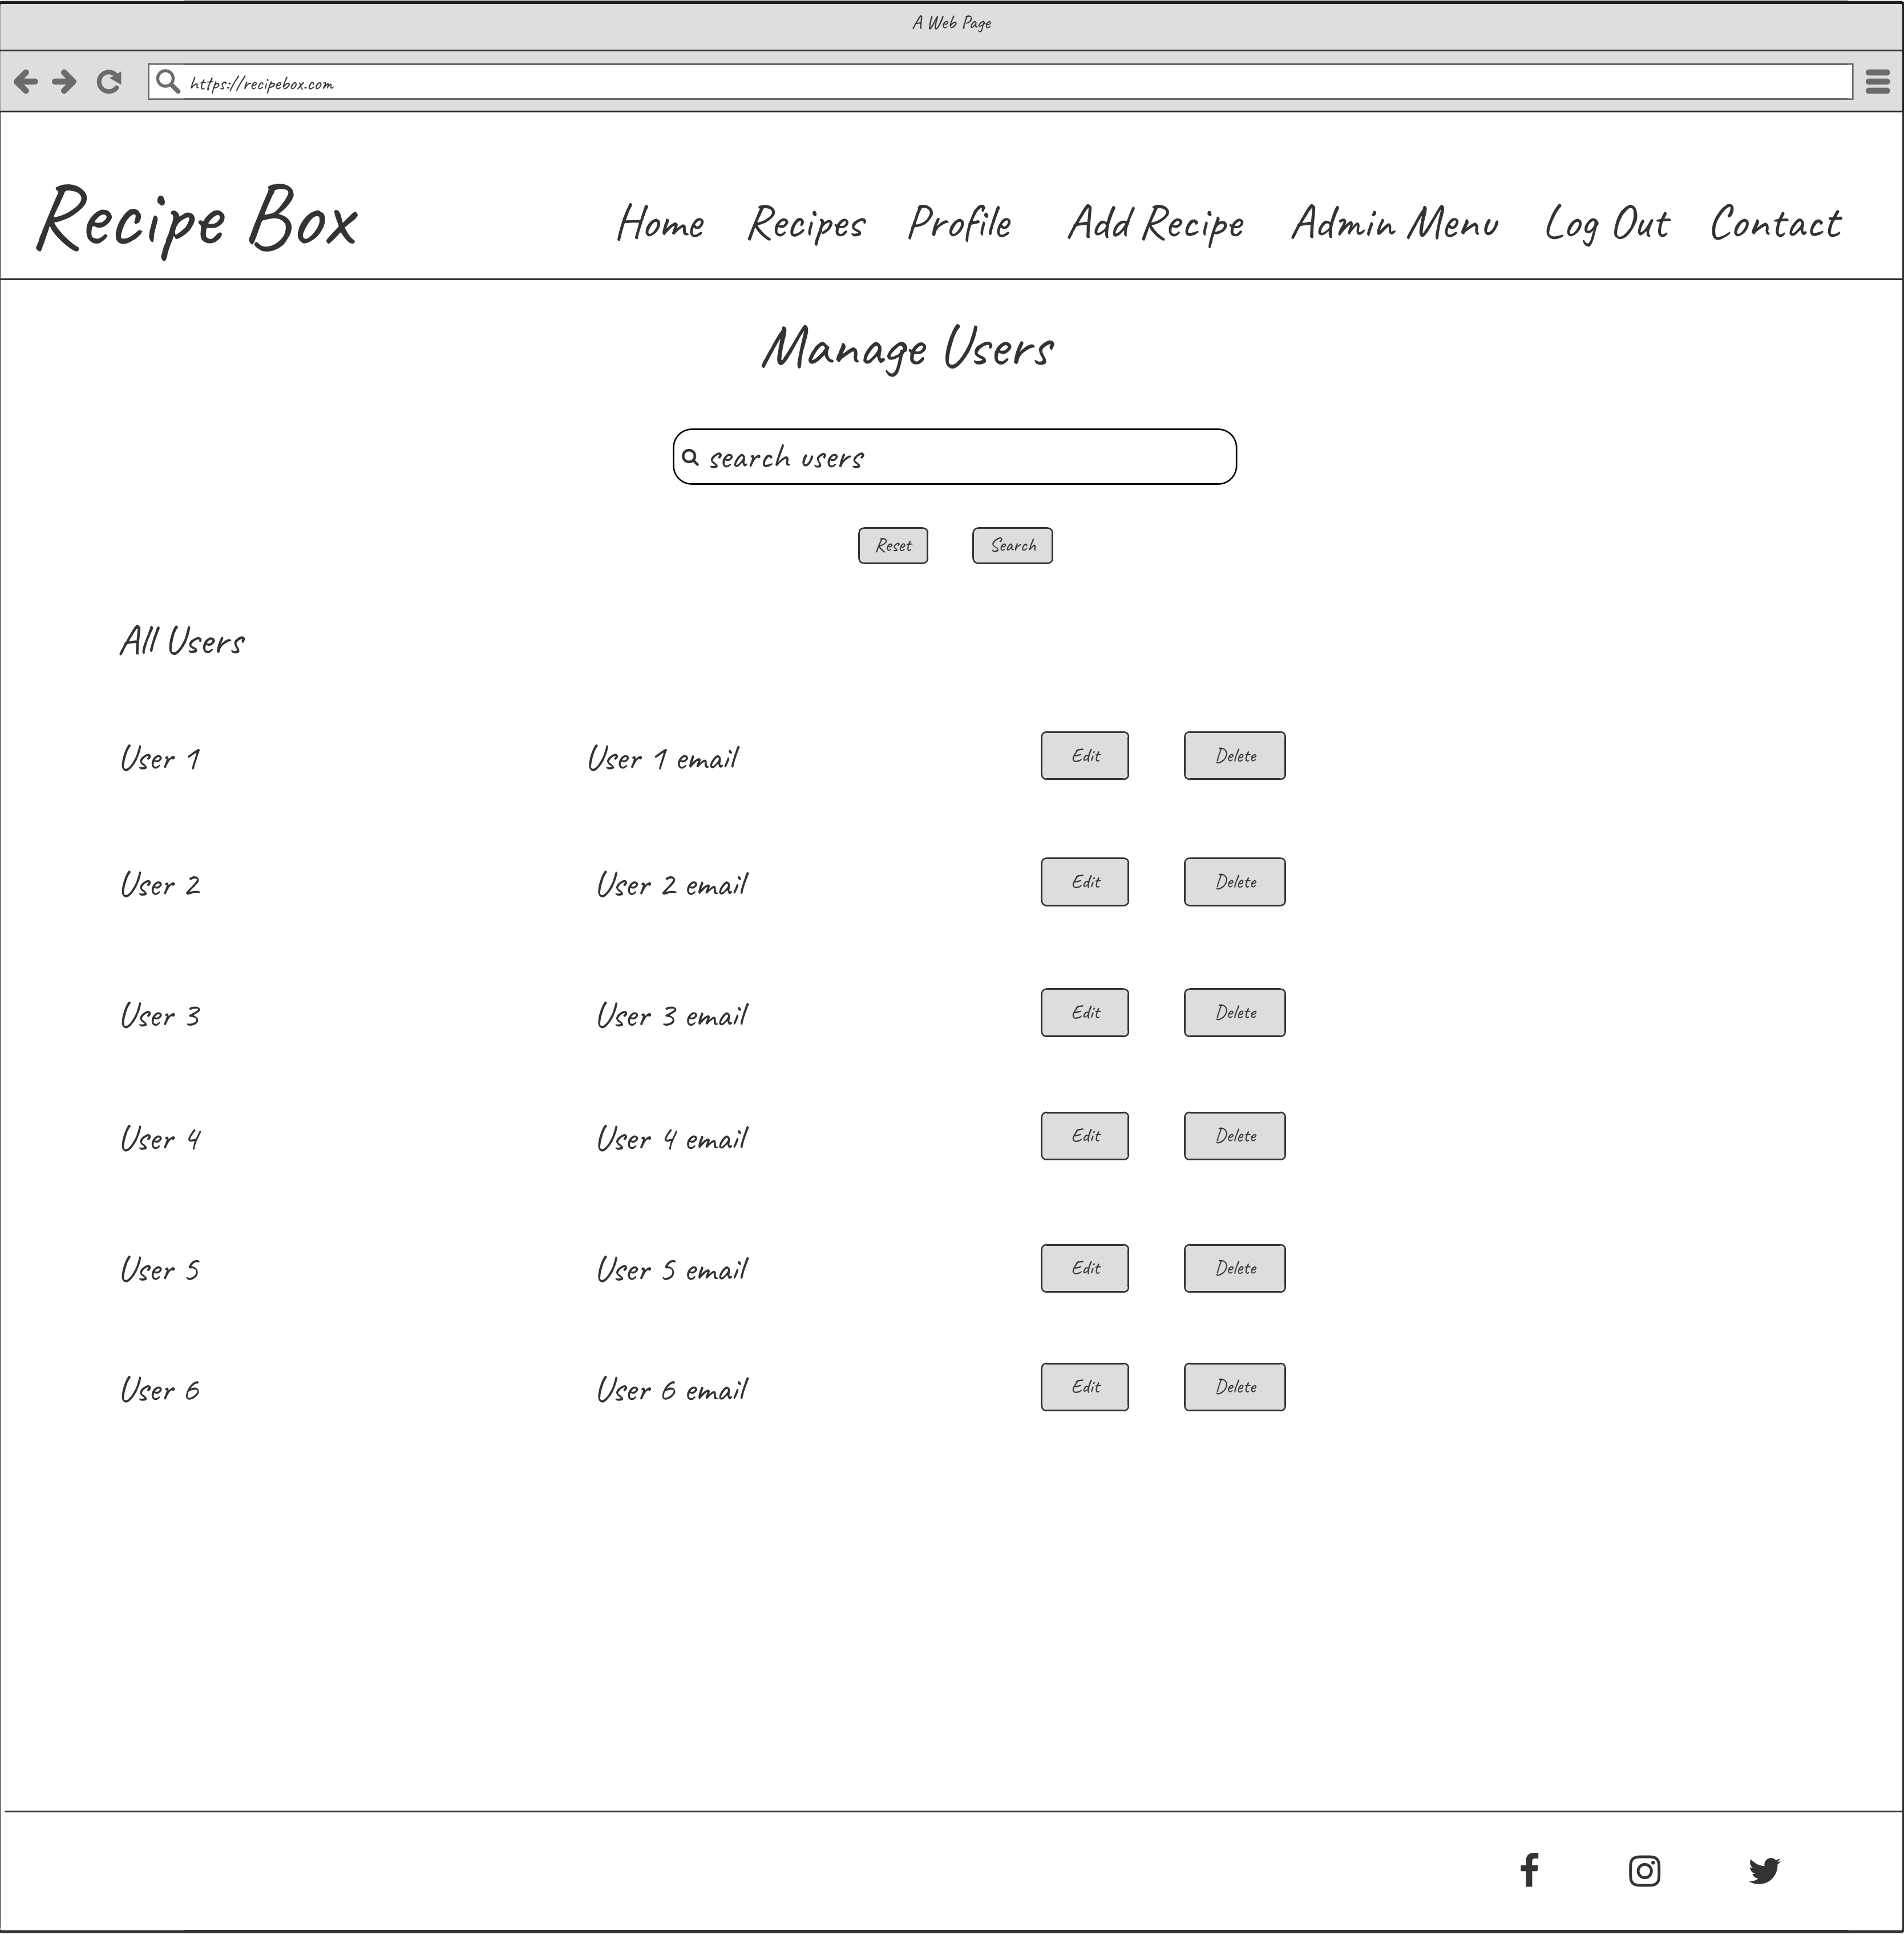 A Web Page
https://recipebox.com
Recipe Box Home Recipes Profile Add Recipe Admin Menu Log Out Contact
Manage Users
search users
Reset Search
All Users
User 1 User 1 email Edit Delete
User 2 User 2 email Edit Delete
User 3 User 3 email Edit Delete
User 4 User 4 email Edit Delete
User 5 User 5 email Edit Delete
User 6 User 6 email Edit Delete